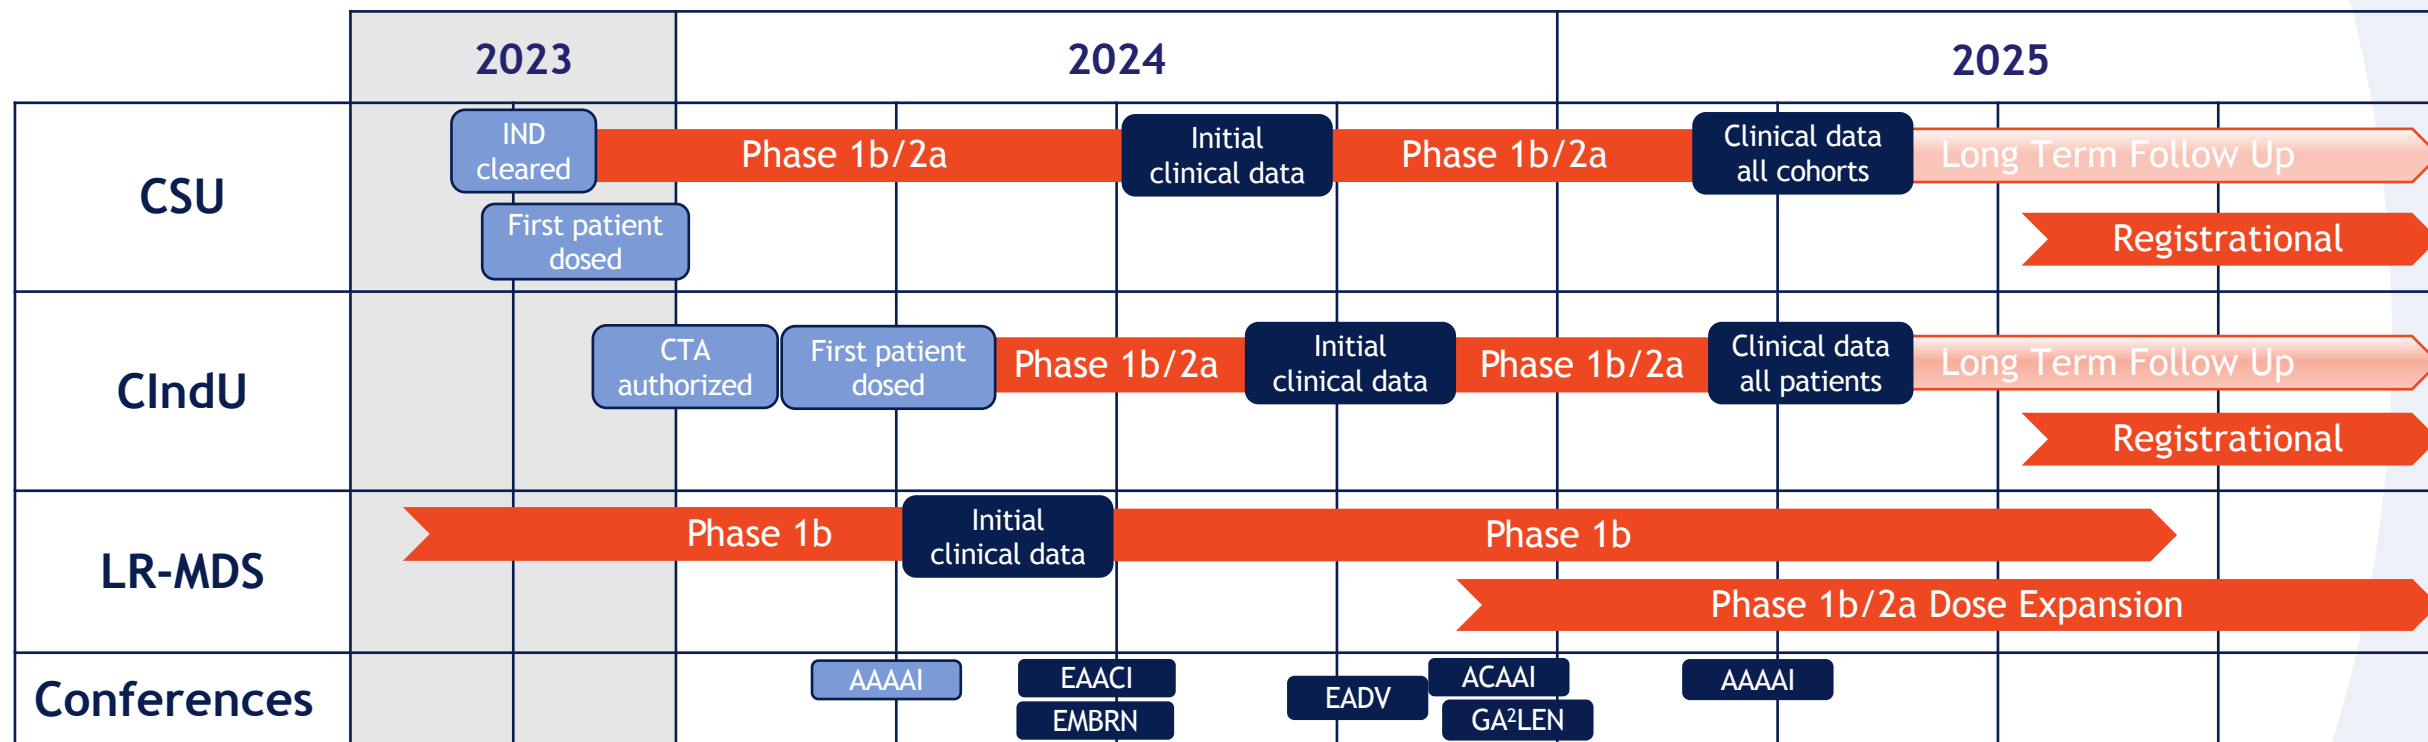 2023
2024
2025
CSU
IND
cleared
Phase 1b/2a
Initial
clinical data
Phase 1b/2a
Clinical data
all cohorts
Long Term Follow Up
First patient
dosed
Registrational
CIndU
CTA
authorized
First patient
dosed
Phase 1b/2a
Initial
clinical data
Phase 1b/2a
Clinical data
all patients
Long Term Follow Up
Registrational
LR-MDS
Phase 1b
Initial
clinical data
Phase 1b
Phase 1b/2a Dose Expansion
Conferences
AAAAI
EAACI
EMBRN
EADV
ACAAI
GA²LEN
AAAAI